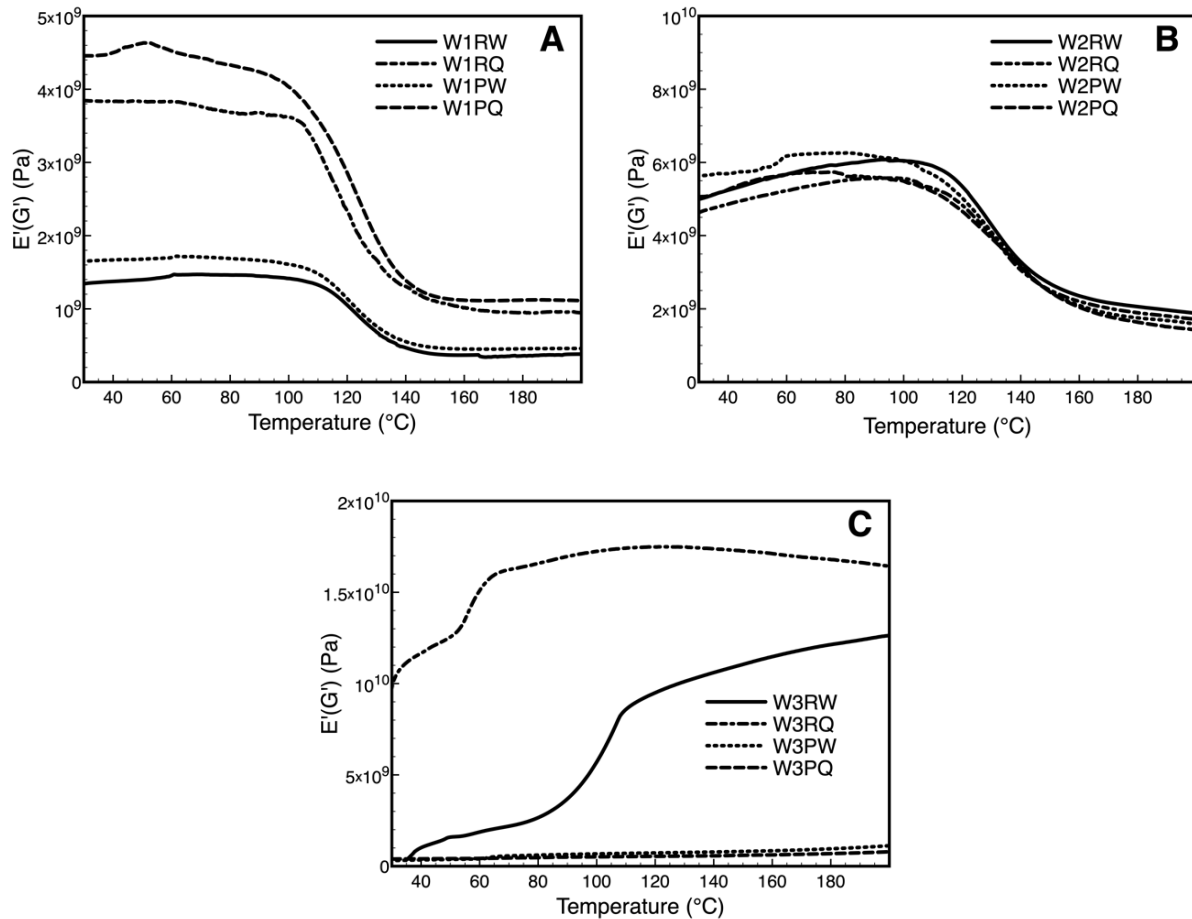 A
E'(G') (Pa)
5×10⁹
4×10⁹
3×10⁹
2×10⁹
10⁹
0
W1RW
W1RQ
W1PW
W1PQ
40 60 80 100 120 140 160 180
Temperature (°C)
B
E'(G') (Pa)
10¹⁰
8×10⁹
6×10⁹
4×10⁹
2×10⁹
0
W2RW
W2RQ
W2PW
W2PQ
40 60 80 100 120 140 160 180
Temperature (°C)
C
E'(G') (Pa)
2×10¹⁰
1.5×10¹⁰
10¹⁰
5×10⁹
0
W3RW
W3RQ
W3PW
W3PQ
40 60 80 100 120 140 160 180
Temperature (°C)